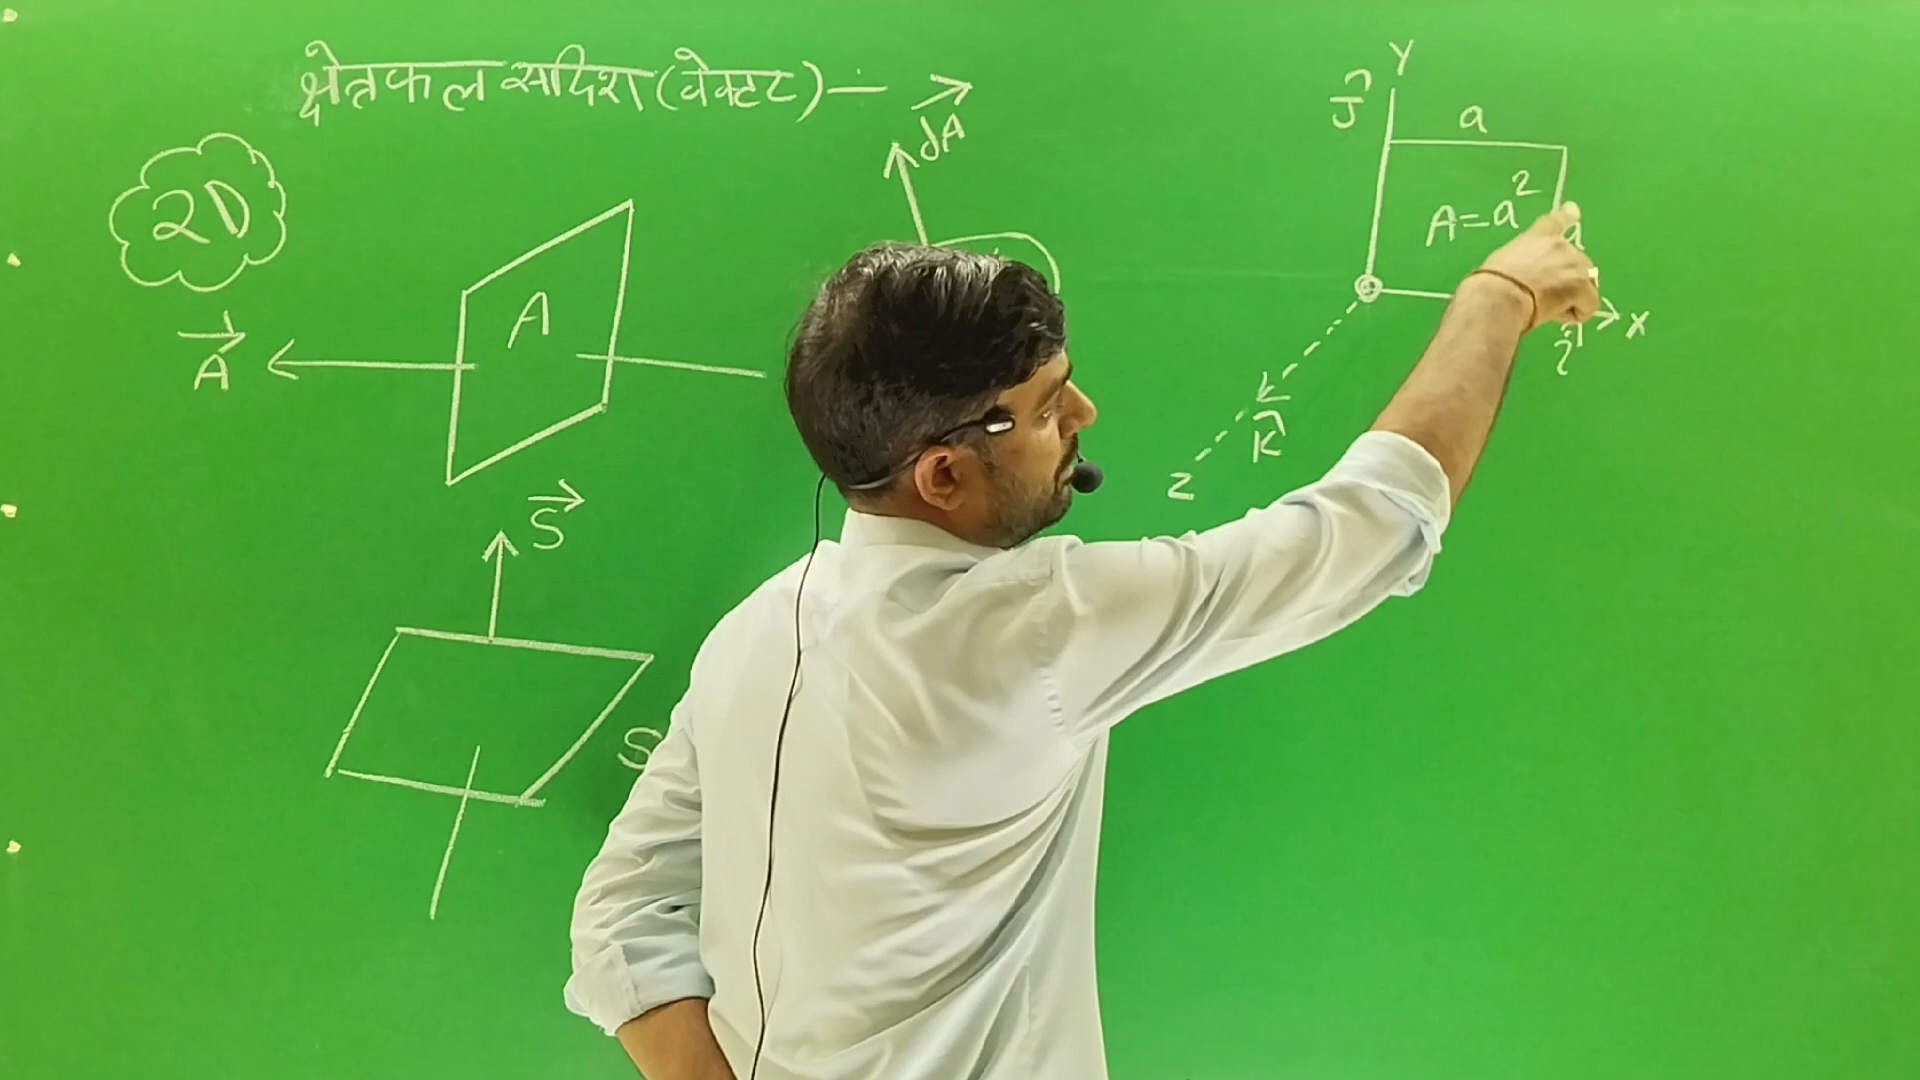 क्षेत्रफल सदिश (वेक्टर) :–
2D
A
A⃗
S⃗
S
dA⃗
Y
ĵ
a
A=a²
a
î
x
k̂
z